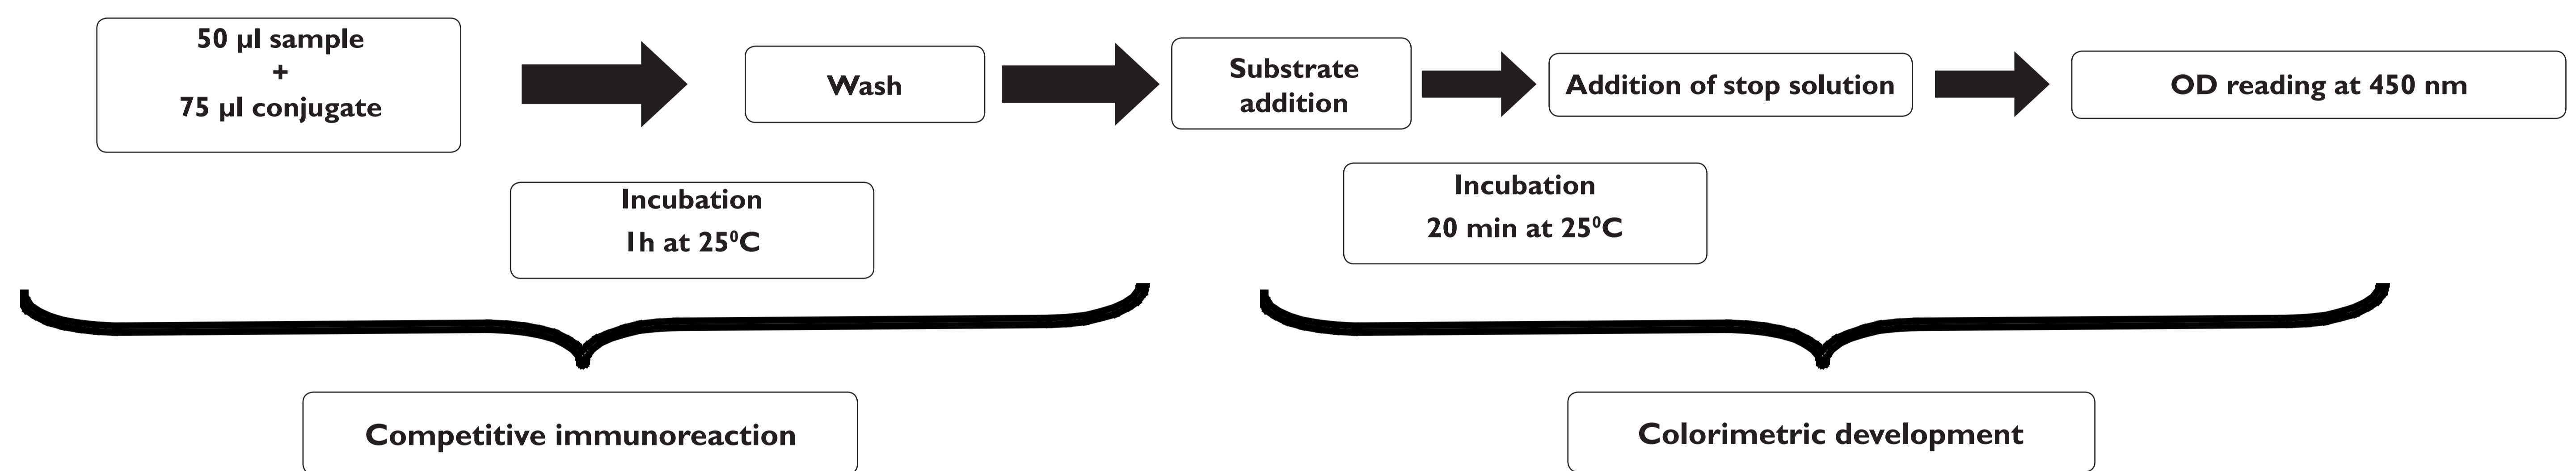 50 µl sample
+
75 µl conjugate
Wash
Substrate
addition
Addition of stop solution
OD reading at 450 nm
Incubation
1h at 25⁰C
Incubation
20 min at 25⁰C
Competitive immunoreaction
Colorimetric development